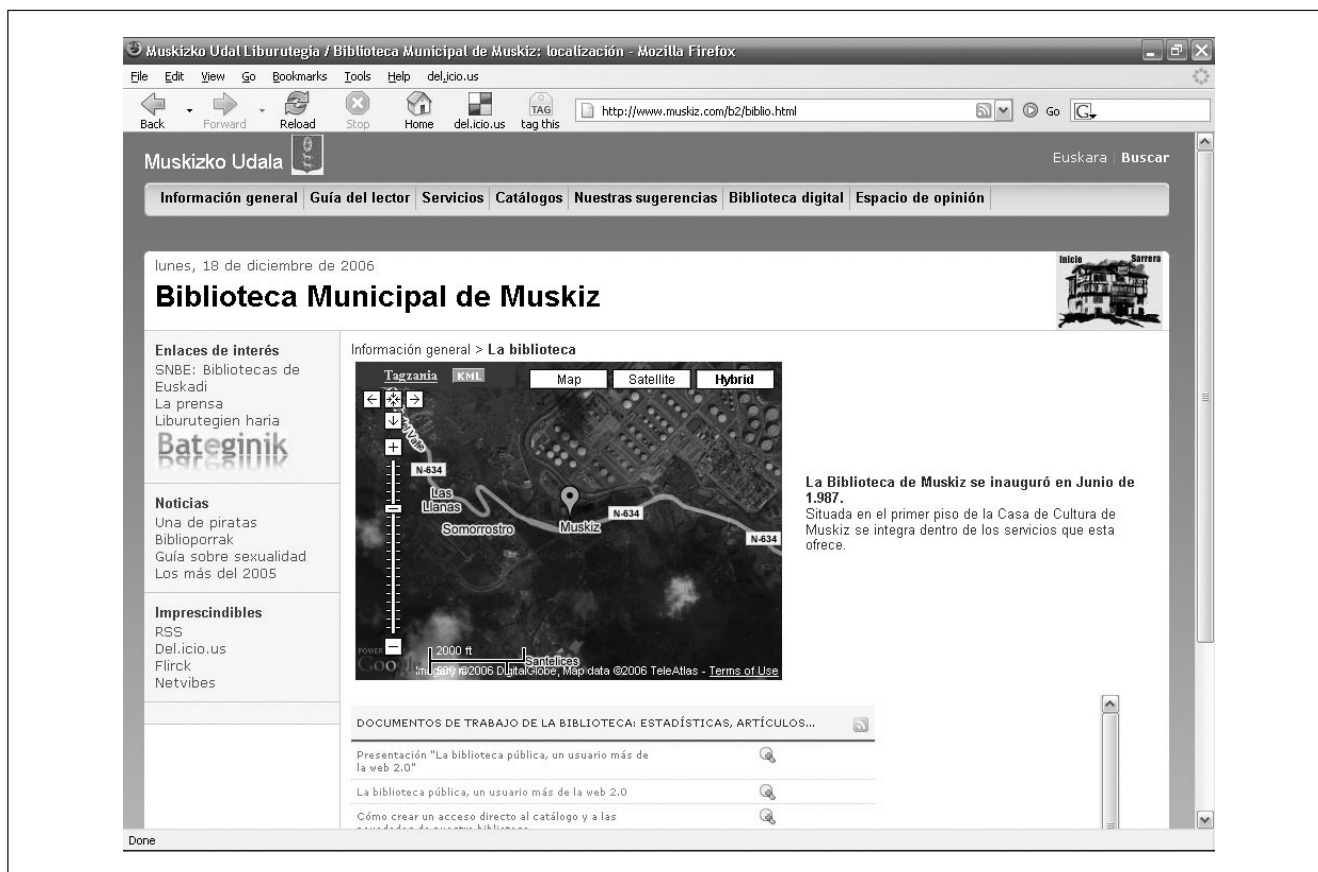 Muskizko Udal Liburutegia / Biblioteca Municipal de Muskiz: localización - Mozilla Firefox
File Edit View Go Bookmarks Tools Help del.icio.us
Back Forward Reload Stop Home del.icio.us tag this
TAG
http://www.muskiz.com/b2/biblio.html
Go
G
Muskizko Udala
Euskara | Buscar
Información general | Guía del lector | Servicios | Catálogos | Nuestras sugerencias | Biblioteca digital | Espacio de opinión
lunes, 18 de diciembre de 2006
Biblioteca Municipal de Muskiz
Inicio Sarrera
Enlaces de interés
SNBE: Bibliotecas de
Euskadi
La prensa
Liburutegien haria
Bateginik
Noticias
Una de piratas
Biblioporrak
Guía sobre sexualidad
Los más del 2005
Imprescindibles
RSS
Del.icio.us
Flirck
Netvibes
Información general > La biblioteca
Tagzania KML Map Satellite Hybrid
Valle
N-634
Las
Llanas
Somorrostro
Muskiz
N-634
N-634
2000 ft
Santelices
©2006 DigitalGlobe, Map data ©2006 TeleAtlas - Terms of Use
La Biblioteca de Muskiz se inauguró en Junio de
1.987.
Situada en el primer piso de la Casa de Cultura de
Muskiz se integra dentro de los servicios que esta
ofrece.
DOCUMENTOS DE TRABAJO DE LA BIBLIOTECA: ESTADÍSTICAS, ARTÍCULOS...
Presentación "La biblioteca pública, un usuario más de
la web 2.0"
La biblioteca pública, un usuario más de la web 2.0
Cómo crear un acceso directo al catálogo y a las
Done